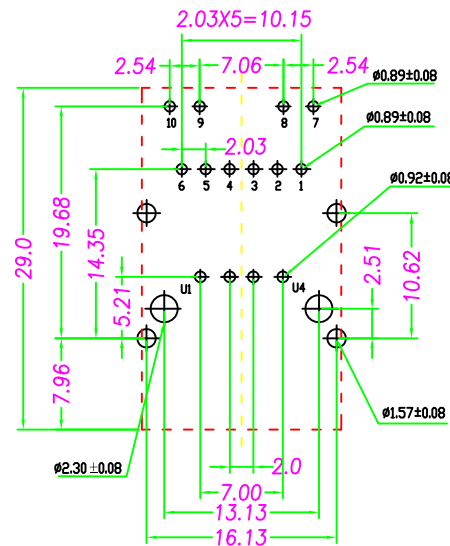 2.03X5=10.15
2.54 7.06 2.54
ø0.89±0.08
10 9 8 7
ø0.89±0.08
2.03
6 5 4 3 2 1
ø0.92±0.08
29.0
19.68
14.35
5.21
7.96
2.51
10.62
U1 U4
ø1.57±0.08
ø2.30±0.08
2.0
7.00
13.13
16.13